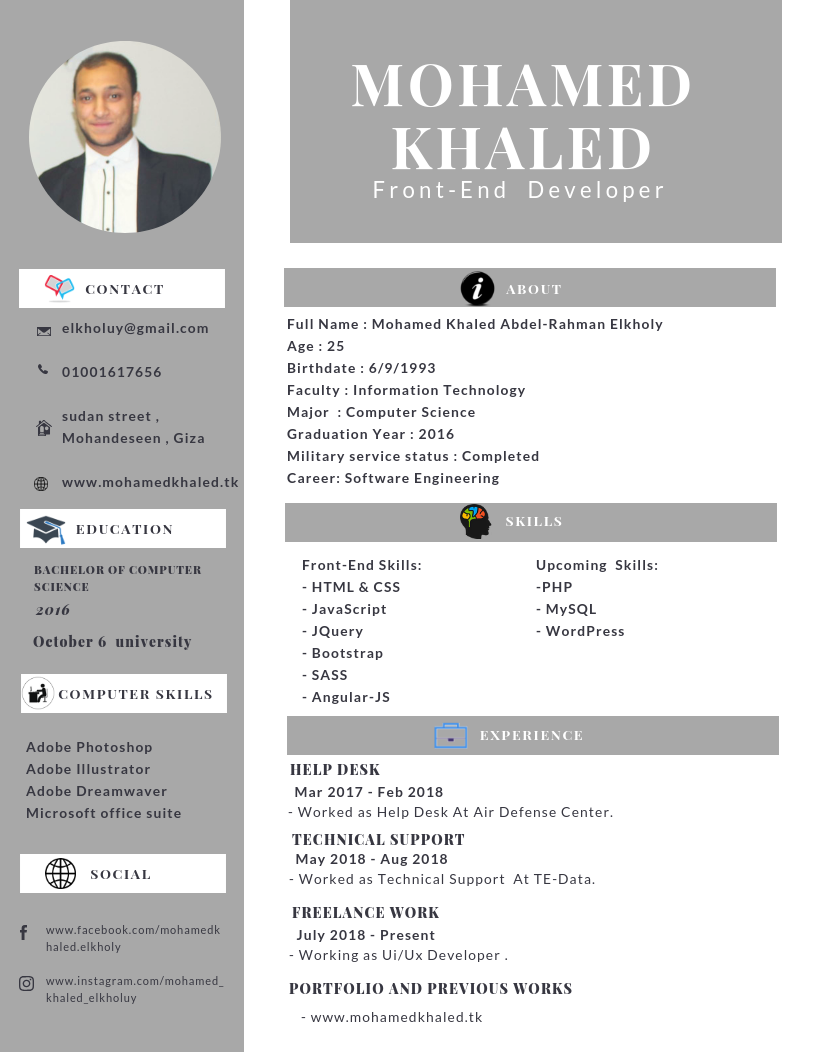 MOHAMED
KHALED
Front-End Developer
CONTACT
elkholuy@gmail.com
01001617656
sudan street ,
Mohandeseen , Giza
www.mohamedkhaled.tk
EDUCATION
BACHELOR OF COMPUTER
SCIENCE
2016
October 6 university
COMPUTER SKILLS
Adobe Photoshop
Adobe Illustrator
Adobe Dreamwaver
Microsoft office suite
SOCIAL
www.facebook.com/mohamedk
haled.elkholy
www.instagram.com/mohamed_
khaled_elkholuy
ABOUT
Full Name : Mohamed Khaled Abdel-Rahman Elkholy
Age : 25
Birthdate : 6/9/1993
Faculty : Information Technology
Major : Computer Science
Graduation Year : 2016
Military service status : Completed
Career: Software Engineering
SKILLS
Front-End Skills:
- HTML & CSS
- JavaScript
- JQuery
- Bootstrap
- SASS
- Angular-JS
Upcoming Skills:
-PHP
- MySQL
- WordPress
EXPERIENCE
HELP DESK
Mar 2017 - Feb 2018
- Worked as Help Desk At Air Defense Center.
TECHNICAL SUPPORT
May 2018 - Aug 2018
- Worked as Technical Support At TE-Data.
FREELANCE WORK
July 2018 - Present
- Working as Ui/Ux Developer .
PORTFOLIO AND PREVIOUS WORKS
- www.mohamedkhaled.tk